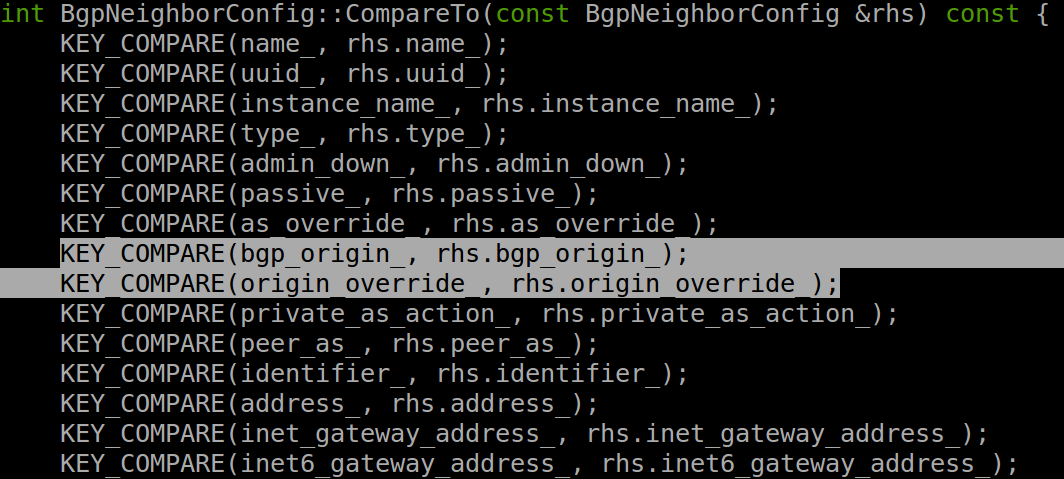 int BgpNeighborConfig::CompareTo(const BgpNeighborConfig &rhs) const {
    KEY_COMPARE(name_, rhs.name_);
    KEY_COMPARE(uuid_, rhs.uuid_);
    KEY_COMPARE(instance_name_, rhs.instance_name_);
    KEY_COMPARE(type_, rhs.type_);
    KEY_COMPARE(admin_down_, rhs.admin_down_);
    KEY_COMPARE(passive_, rhs.passive_);
    KEY_COMPARE(as_override_, rhs.as_override_);
    KEY_COMPARE(bgp_origin_, rhs.bgp_origin_);
    KEY_COMPARE(origin_override_, rhs.origin_override_);
    KEY_COMPARE(private_as_action_, rhs.private_as_action_);
    KEY_COMPARE(peer_as_, rhs.peer_as_);
    KEY_COMPARE(identifier_, rhs.identifier_);
    KEY_COMPARE(address_, rhs.address_);
    KEY_COMPARE(inet_gateway_address_, rhs.inet_gateway_address_);
    KEY_COMPARE(inet6_gateway_address_, rhs.inet6_gateway_address_);